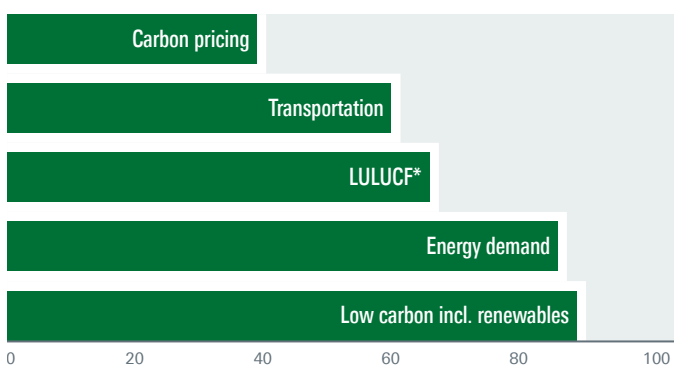 Carbon pricing
Transportation
LULUCF*
Energy demand
Low carbon incl. renewables
0 20 40 60 80 100